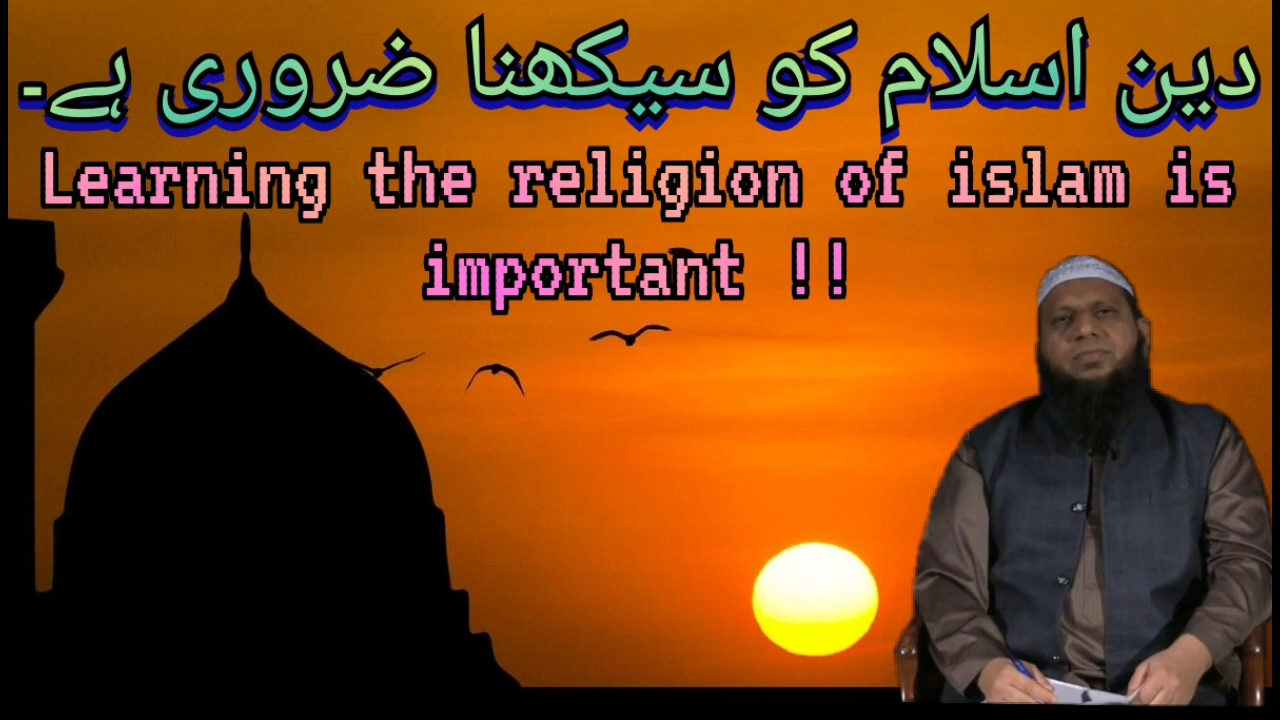 دین اسلام کو سیکھنا ضروری ہے۔
Learning the religion of islam is
important !!